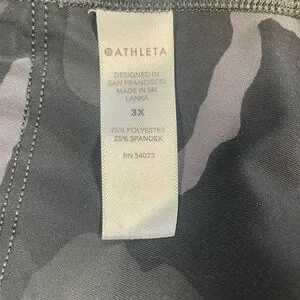 ATHLETA
DESIGNED IN
SAN FRANCISCO
MADE IN SRI
LANKA
3X
75% POLYESTER
25% SPANDEX
RN 54023